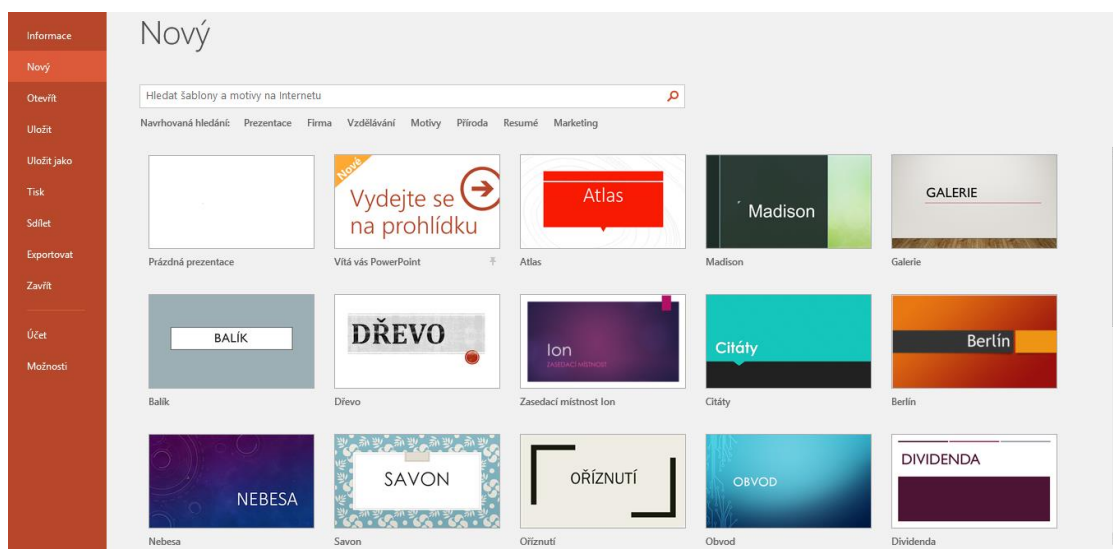 Nový
Informace
Nový
Otevřít
Uložit
Uložit jako
Tisk
Sdílet
Exportovat
Zavřít
Účet
Možnosti
Hledat šablony a motivy na Internetu
Navrhovaná hledání: Prezentace Firma Vzdělávání Motivy Příroda Resumé Marketing
Nové
Vydejte se
na prohlídku
Atlas
Madison
GALERIE
Prázdná prezentace
Vítá vás PowerPoint
Atlas
Madison
Galerie
BALÍK
DŘEVO
Ion
ZASEDACÍ MÍSTNOST
Citáty
Berlín
Balík
Dřevo
Zasedací místnost Ion
Citáty
Berlín
NEBESA
SAVON
OŘÍZNUTÍ
OBVOD
DIVIDENDA
Nebesa
Savon
Oříznutí
Obvod
Dividenda